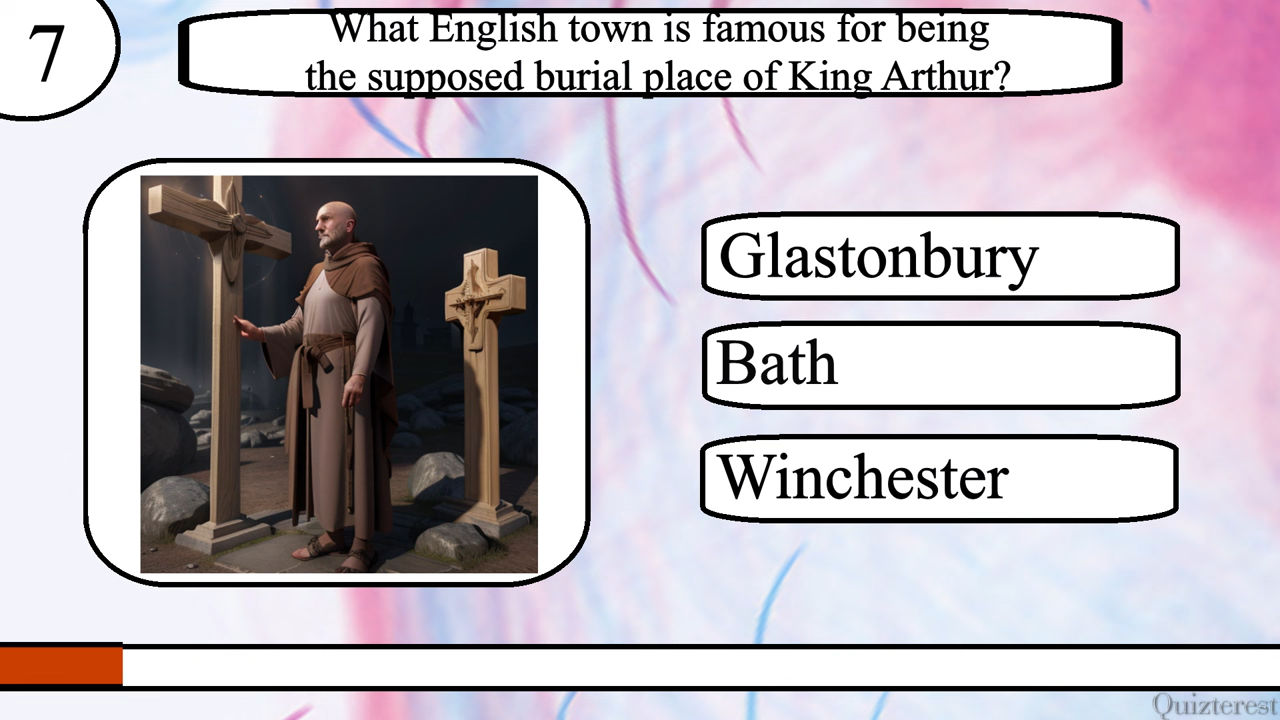 7
What English town is famous for being
the supposed burial place of King Arthur?
Glastonbury
Bath
Winchester
Quizterest